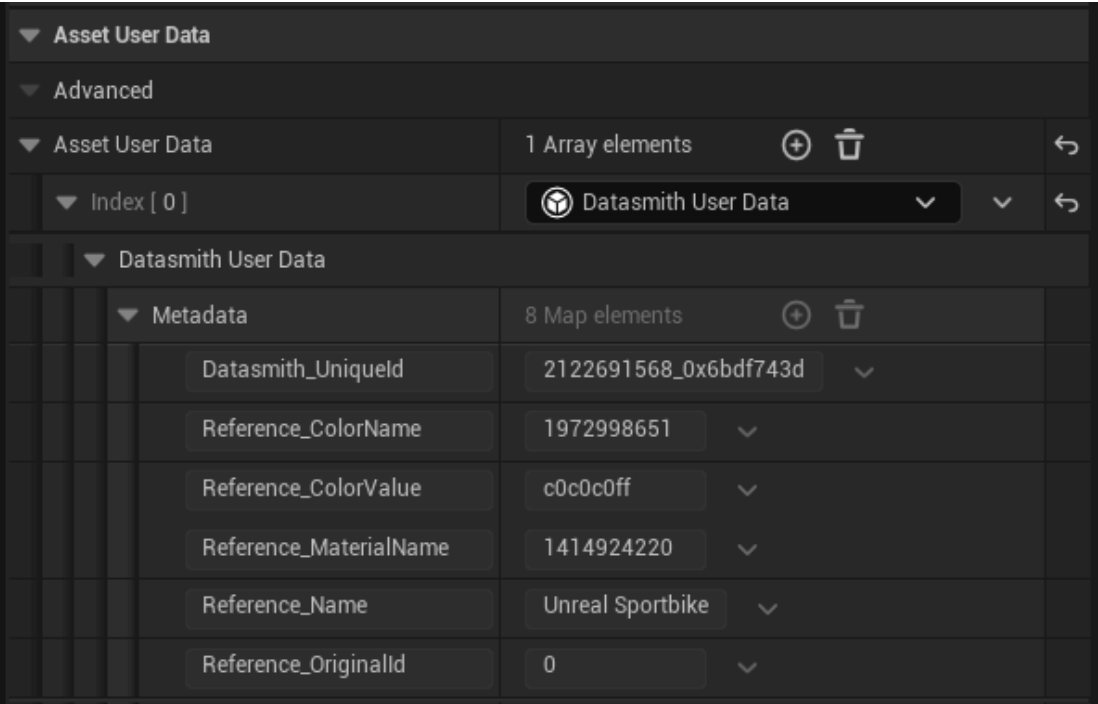 Asset User Data
Advanced
Asset User Data 1 Array elements
Index [ 0 ] Datasmith User Data
Datasmith User Data
Metadata 8 Map elements
Datasmith_UniqueId 2122691568_0x6bdf743d
Reference_ColorName 1972998651
Reference_ColorValue c0c0c0ff
Reference_MaterialName 1414924220
Reference_Name Unreal Sportbike
Reference_OriginalId 0